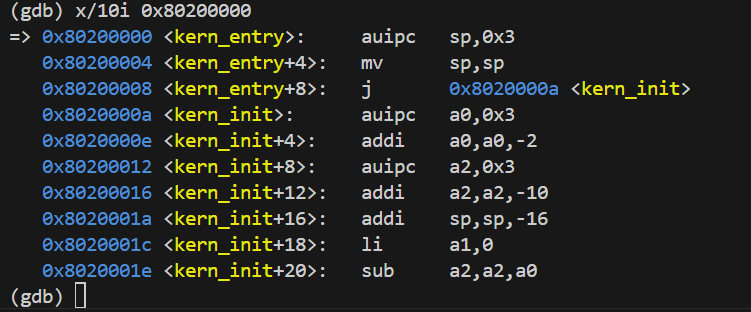 (gdb) x/10i 0x80200000
=> 0x80200000 <kern_entry>:     auipc   sp,0x3
   0x80200004 <kern_entry+4>:   mv      sp,sp
   0x80200008 <kern_entry+8>:   j       0x8020000a <kern_init>
   0x8020000a <kern_init>:      auipc   a0,0x3
   0x8020000e <kern_init+4>:    addi    a0,a0,-2
   0x80200012 <kern_init+8>:    auipc   a2,0x3
   0x80200016 <kern_init+12>:   addi    a2,a2,-10
   0x8020001a <kern_init+16>:   addi    sp,sp,-16
   0x8020001c <kern_init+18>:   li      a1,0
   0x8020001e <kern_init+20>:   sub     a2,a2,a0
(gdb)